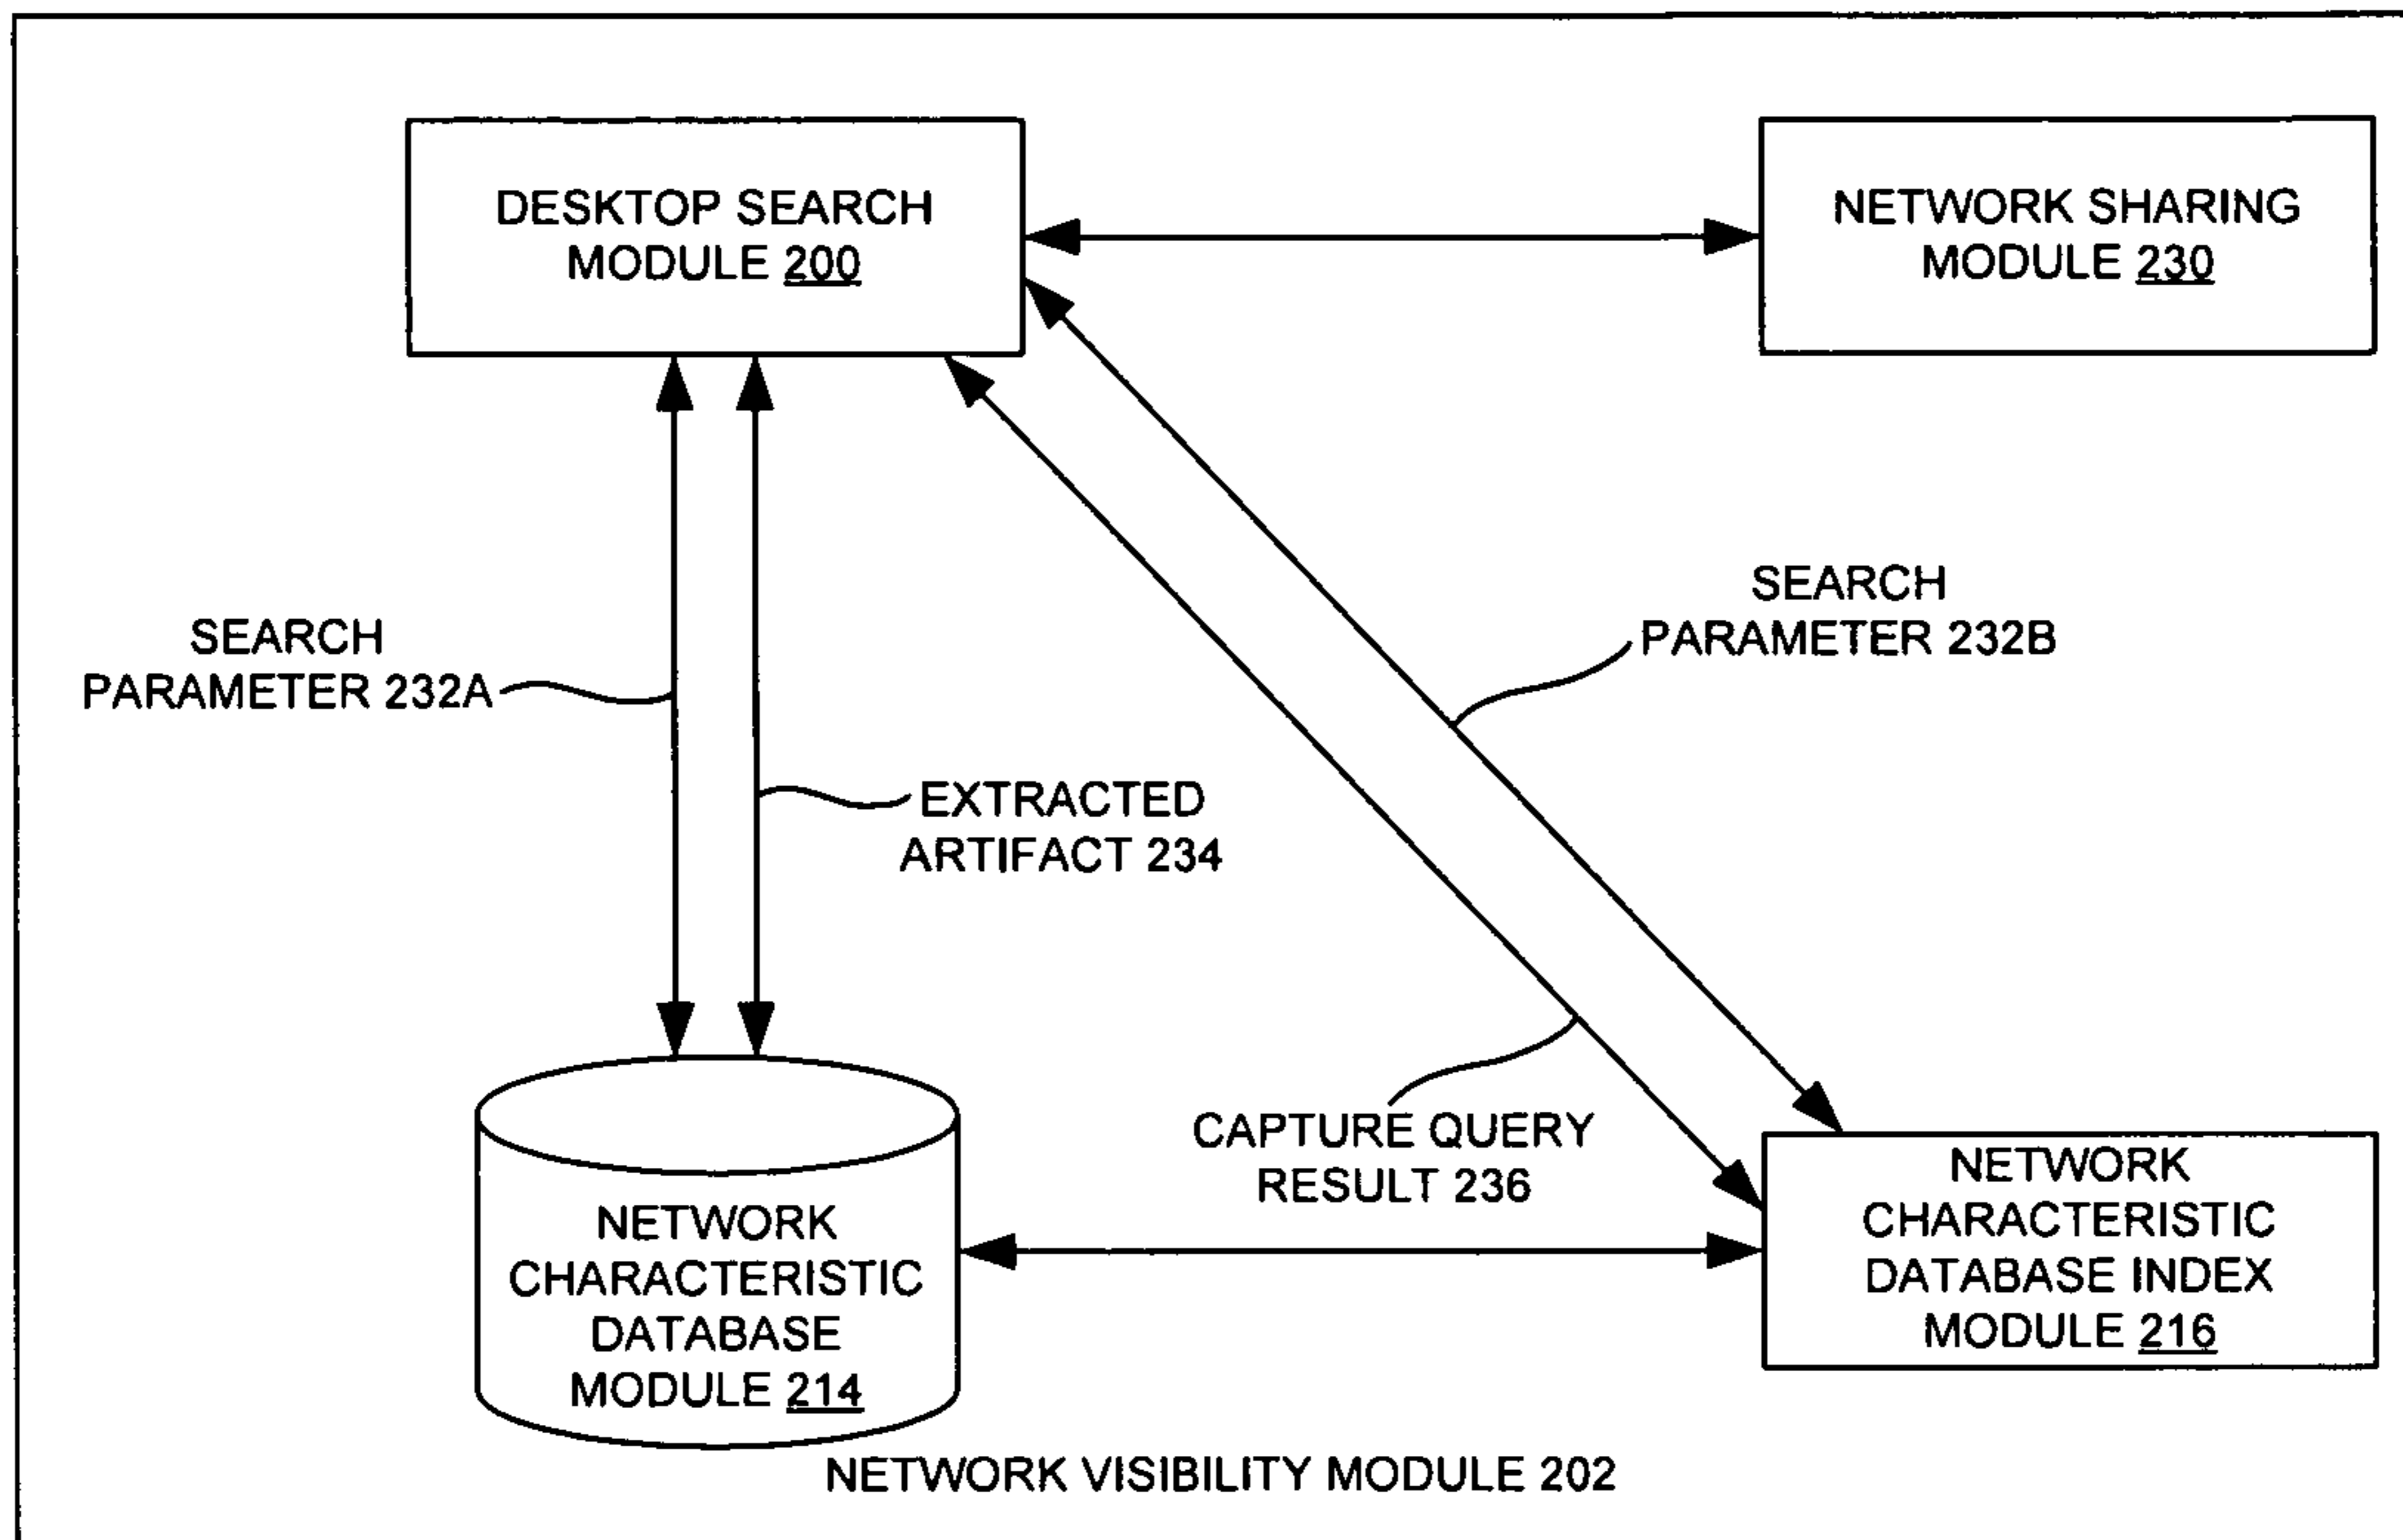 DESKTOP SEARCH
MODULE 200
NETWORK SHARING
MODULE 230
SEARCH
PARAMETER 232A
SEARCH
PARAMETER 232B
EXTRACTED
ARTIFACT 234
CAPTURE QUERY
RESULT 236
NETWORK
CHARACTERISTIC
DATABASE
MODULE 214
NETWORK
CHARACTERISTIC
DATABASE INDEX
MODULE 216
NETWORK VISIBILITY MODULE 202